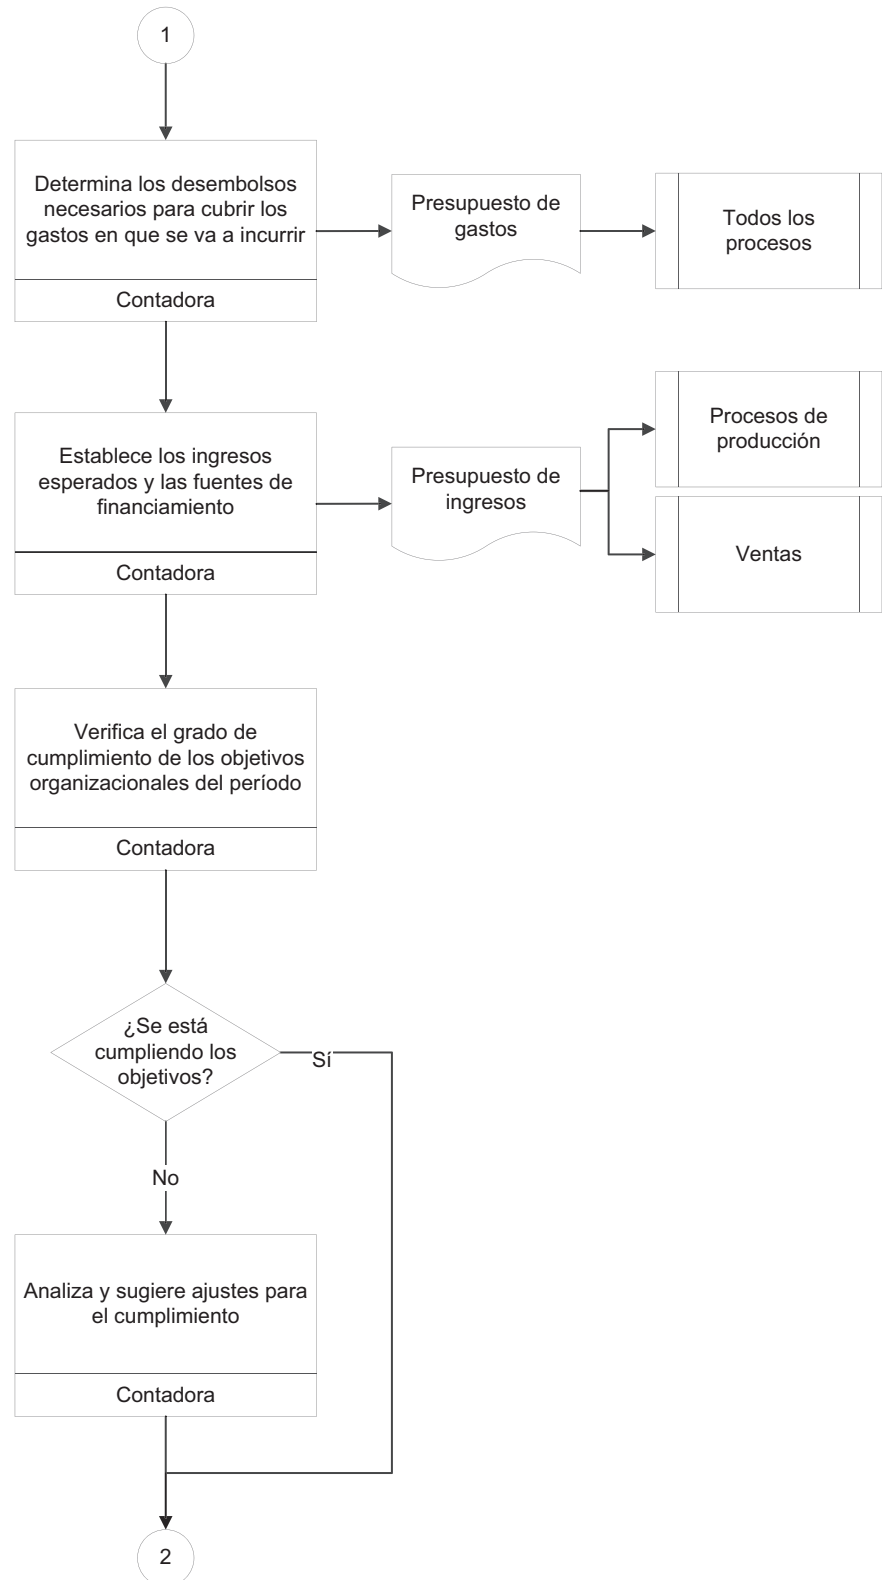 1
Determina los desembolsos
necesarios para cubrir los
gastos en que se va a incurrir
Contadora
Presupuesto de
gastos
Todos los
procesos
Establece los ingresos
esperados y las fuentes de
financiamiento
Contadora
Presupuesto de
ingresos
Procesos de
producción
Ventas
Verifica el grado de
cumplimiento de los objetivos
organizacionales del período
Contadora
¿Se está
cumpliendo los
objetivos?
Sí
No
Analiza y sugiere ajustes para
el cumplimiento
Contadora
2